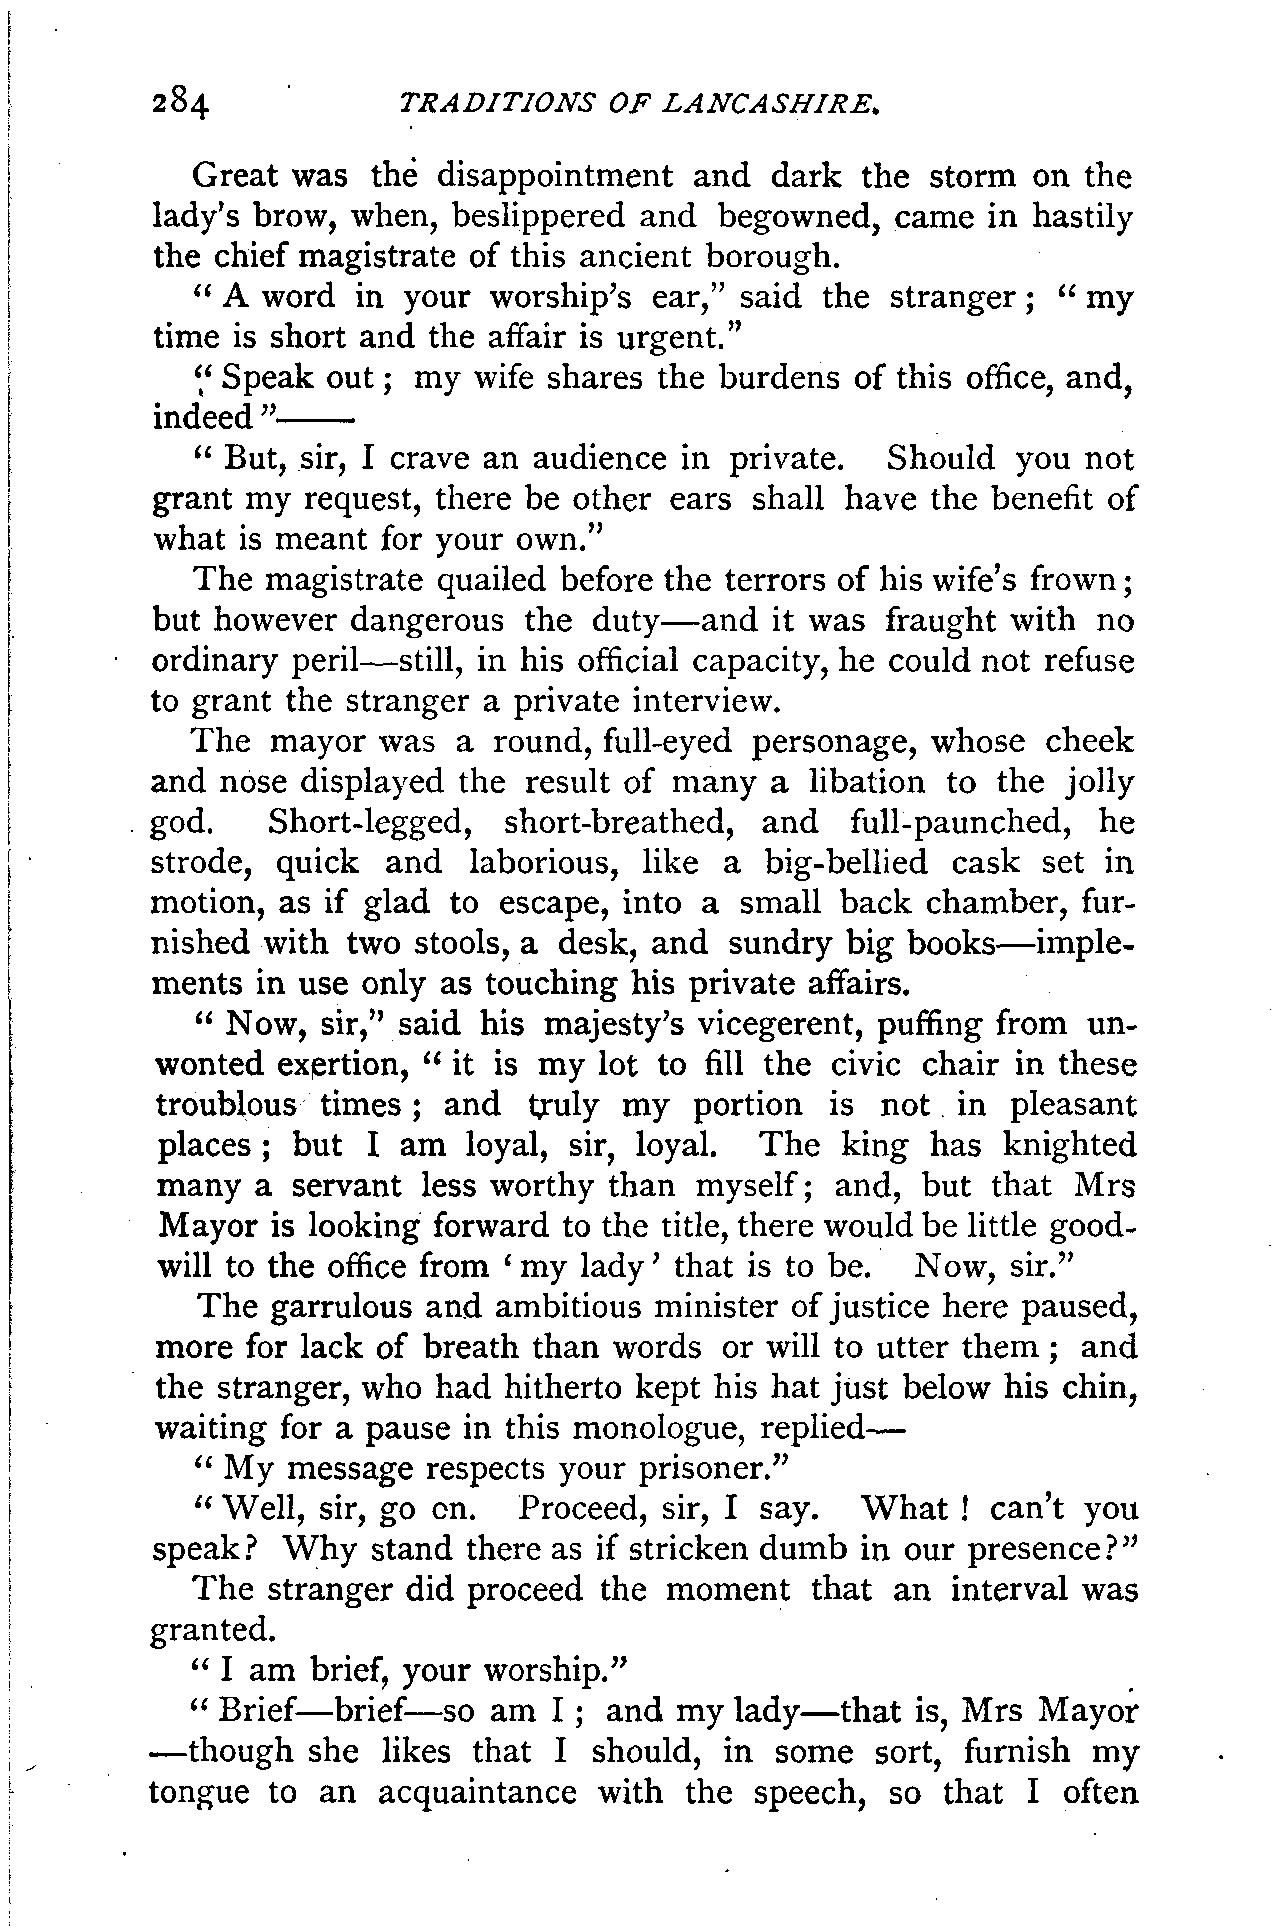 284 TRADITIONS OF LANCASHIRE.
Great was the disappointment and dark the storm on the
lady's brow, when, beslippered and begowned, came in hastily
the chief magistrate of this ancient borough.
“ A word in your worship's ear,” said the stranger ; “ my
time is short and the affair is urgent.”
“ Speak out ; my wife shares the burdens of this office, and,
indeed ”——
“ But, sir, I crave an audience in private. Should you not
grant my request, there be other ears shall have the benefit of
what is meant for your own.”
The magistrate quailed before the terrors of his wife's frown ;
but however dangerous the duty—and it was fraught with no
ordinary peril—still, in his official capacity, he could not refuse
to grant the stranger a private interview.
The mayor was a round, full-eyed personage, whose cheek
and nose displayed the result of many a libation to the jolly
god. Short-legged, short-breathed, and full-paunched, he
strode, quick and laborious, like a big-bellied cask set in
motion, as if glad to escape, into a small back chamber, fur-
nished with two stools, a desk, and sundry big books—imple-
ments in use only as touching his private affairs.
“ Now, sir,” said his majesty's vicegerent, puffing from un-
wonted exertion, “ it is my lot to fill the civic chair in these
troublous times ; and truly my portion is not in pleasant
places ; but I am loyal, sir, loyal. The king has knighted
many a servant less worthy than myself ; and, but that Mrs
Mayor is looking forward to the title, there would be little good-
will to the office from ‘ my lady ’ that is to be. Now, sir.”
The garrulous and ambitious minister of justice here paused,
more for lack of breath than words or will to utter them ; and
the stranger, who had hitherto kept his hat just below his chin,
waiting for a pause in this monologue, replied—
“ My message respects your prisoner.”
“ Well, sir, go on. Proceed, sir, I say. What ! can't you
speak? Why stand there as if stricken dumb in our presence?”
The stranger did proceed the moment that an interval was
granted.
“ I am brief, your worship.”
“ Brief—brief—so am I ; and my lady—that is, Mrs Mayor
—though she likes that I should, in some sort, furnish my
tongue to an acquaintance with the speech, so that I often